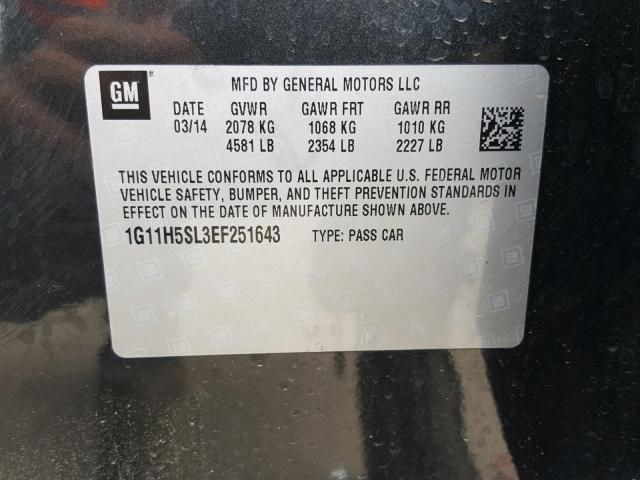 GM
MFD BY GENERAL MOTORS LLC
DATE GVWR GAWR FRT GAWR RR
03/14 2078 KG 1068 KG 1010 KG
4581 LB 2354 LB 2227 LB
THIS VEHICLE CONFORMS TO ALL APPLICABLE U.S. FEDERAL MOTOR
VEHICLE SAFETY, BUMPER, AND THEFT PREVENTION STANDARDS IN
EFFECT ON THE DATE OF MANUFACTURE SHOWN ABOVE.
1G11H5SL3EF251643 TYPE: PASS CAR